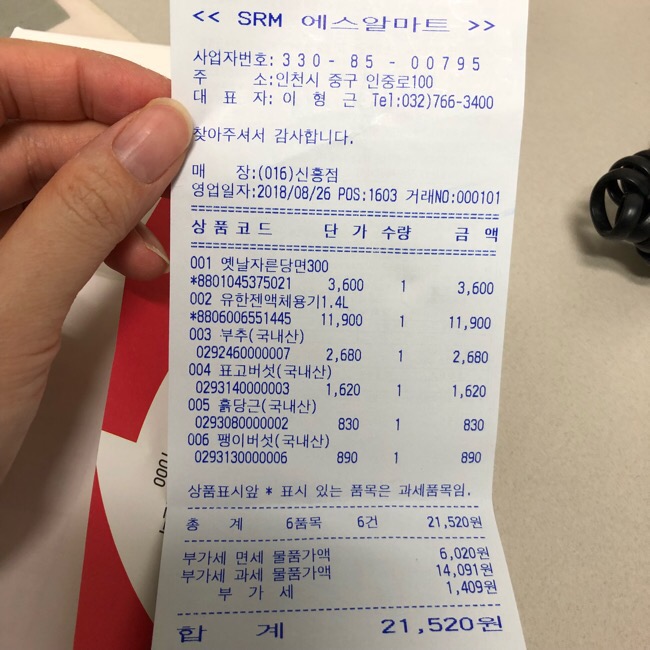 << SRM 에스알마트 >>
사업자번호: 330- 85 - 00795
주 소:인천시 중구 인중로100
대 표 자: 이 형 근 Tel:032)766-3400
찾아주셔서 감사합니다.
매 장:(016)신흥점
영업일자:2018/08/26 POS:1603 거래NO:000101
상품코드 단 가 수량 금 액
001 옛날자른당면300
*8801045375021 3,600 1 3,600
002 유한젠액체용기1.4L
*8806006551445 11,900 1 11,900
003 부추(국내산)
0292460000007 2,680 1 2,680
004 표고버섯(국내산)
0293140000003 1,620 1 1,620
005 흙당근(국내산)
0293080000002 830 1 830
006 팽이버섯(국내산)
0293130000006 890 1 890
상품표시앞 * 표시 있는 품목은 과세품목임.
총 계 6품목 6건 21,520원
부가세 면세 물품가액 6,020원
부가세 과세 물품가액 14,091원
부 가 세 1,409원
합 계 21,520원